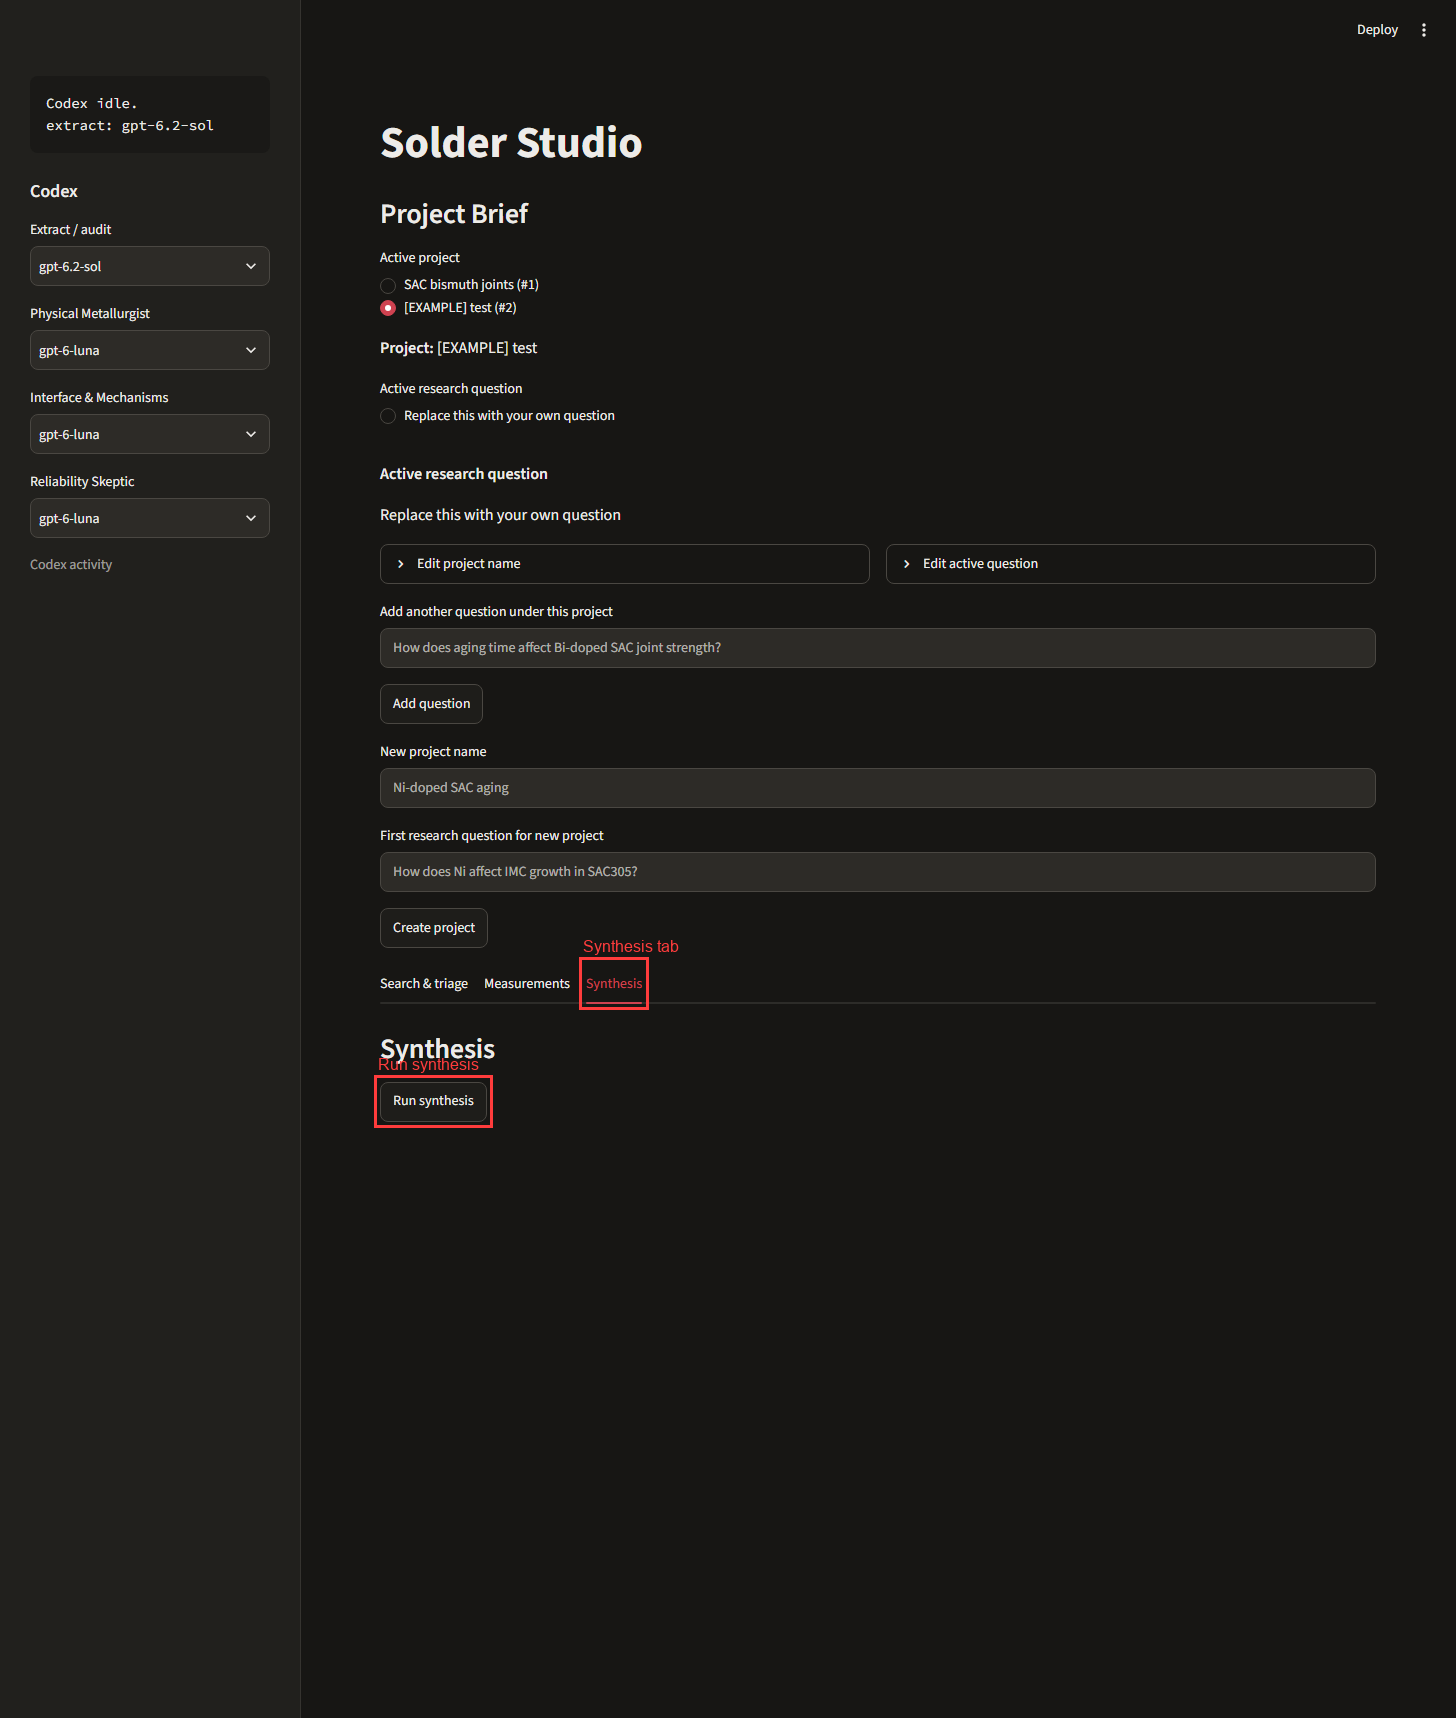 Deploy
Codex idle.
extract: gpt-6.2-sol
Codex
Extract / audit
gpt-6.2-sol
Physical Metallurgist
gpt-6-luna
Interface & Mechanisms
gpt-6-luna
Reliability Skeptic
gpt-6-luna
Codex activity
Solder Studio
Project Brief
Active project
SAC bismuth joints (#1)
[EXAMPLE] test (#2)
Project: [EXAMPLE] test
Active research question
Replace this with your own question
Active research question
Replace this with your own question
Edit project name
Edit active question
Add another question under this project
How does aging time affect Bi-doped SAC joint strength?
Add question
New project name
Ni-doped SAC aging
First research question for new project
How does Ni affect IMC growth in SAC305?
Create project
Synthesis tab
Search & triage
Measurements
Synthesis
Synthesis
Run synthesis
Run synthesis